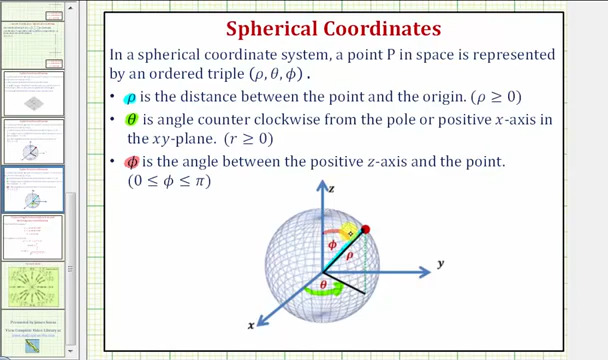 Spherical Coordinates
In a spherical coordinate system, a point P in space is represented
by an ordered triple (ρ, θ, ϕ) .
• ρ is the distance between the point and the origin. (ρ ≥ 0)
• θ is angle counter clockwise from the pole or positive x-axis in
the xy-plane. (r ≥ 0)
• ϕ is the angle between the positive z-axis and the point.
(0 ≤ ϕ ≤ π)
z
ϕ
ρ
y
θ
x